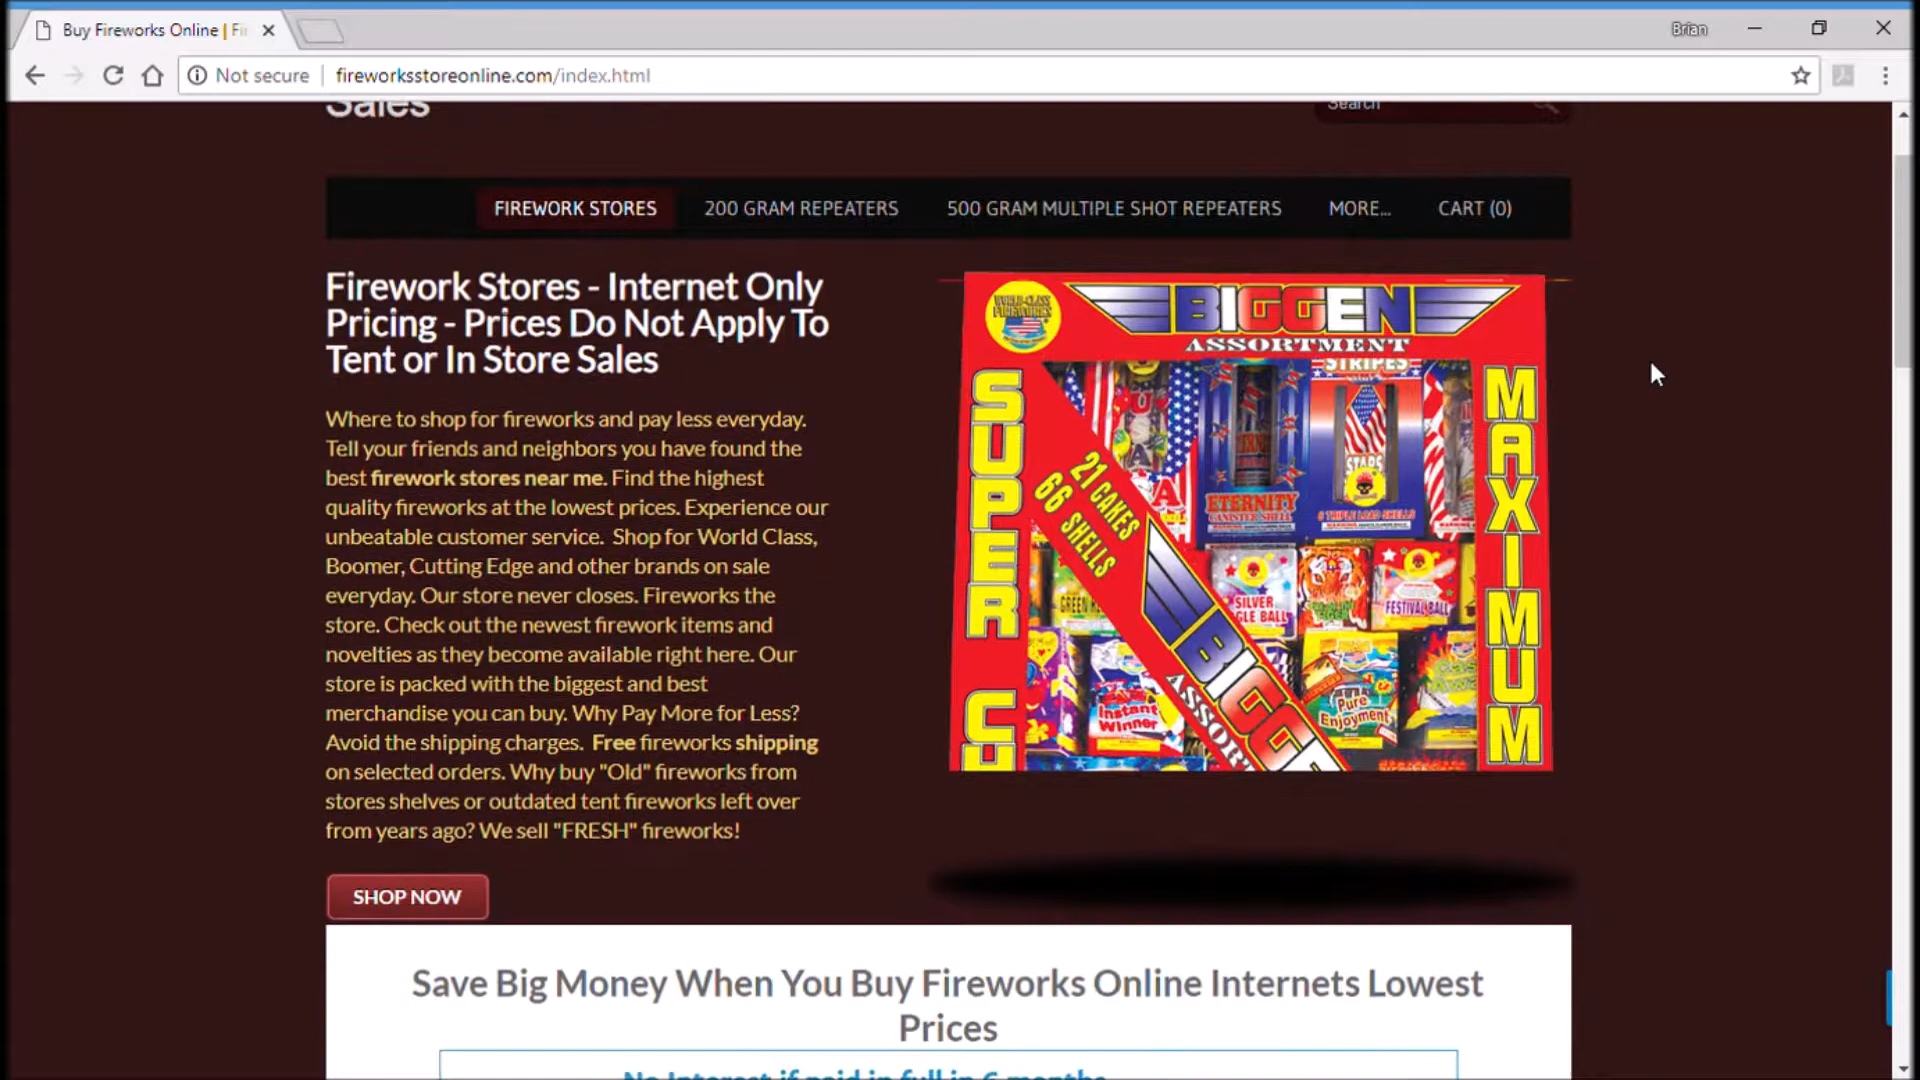 Buy Fireworks Online | Fi
Brian
Not secure
fireworksstoreonline.com/index.html
Sales
Search
FIREWORK STORES
200 GRAM REPEATERS
500 GRAM MULTIPLE SHOT REPEATERS
MORE...
CART (0)
Firework Stores - Internet Only
Pricing - Prices Do Not Apply To
Tent or In Store Sales
Where to shop for fireworks and pay less everyday.
Tell your friends and neighbors you have found the
best firework stores near me. Find the highest
quality fireworks at the lowest prices. Experience our
unbeatable customer service. Shop for World Class,
Boomer, Cutting Edge and other brands on sale
everyday. Our store never closes. Fireworks the
store. Check out the newest firework items and
novelties as they become available right here. Our
store is packed with the biggest and best
merchandise you can buy. Why Pay More for Less?
Avoid the shipping charges. Free fireworks shipping
on selected orders. Why buy "Old" fireworks from
stores shelves or outdated tent fireworks left over
from years ago? We sell "FRESH" fireworks!
SHOP NOW
WORLD-CLASS
FIREWORKS
BIGGEN
ASSORTMENT
SUPER
MAXIMUM
21 CAKES
66 SHELLS
STRIPES
STARS
ETERNITY
CANISTER SHELL
6 TRIPLE LOAD SHELLS
SILVER
FESTIVAL BALL
Instant
Winner
Pure
Enjoyment
Save Big Money When You Buy Fireworks Online Internets Lowest
Prices
No Interest if paid in full in 6 months